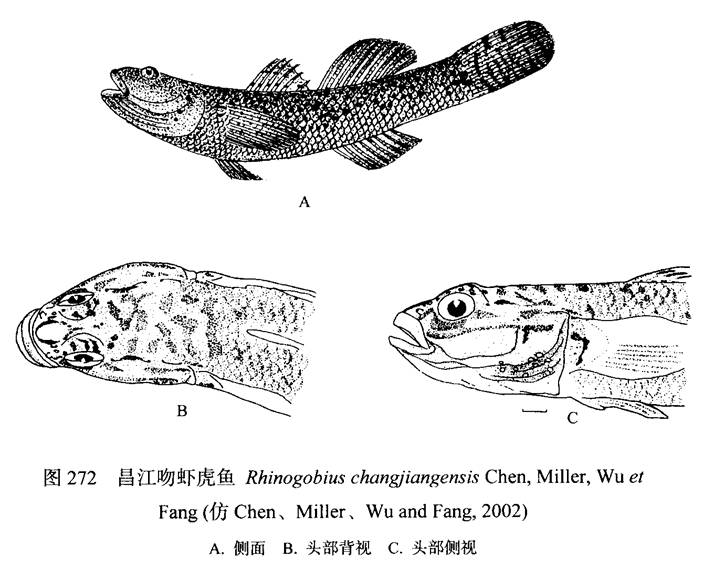 A
B
C
图 272 昌江吻虾虎鱼 Rhinogobius changjiangensis Chen, Miller, Wu et
Fang (仿 Chen、Miller、Wu and Fang, 2002)
A. 侧面 B. 头部背视 C. 头部侧视